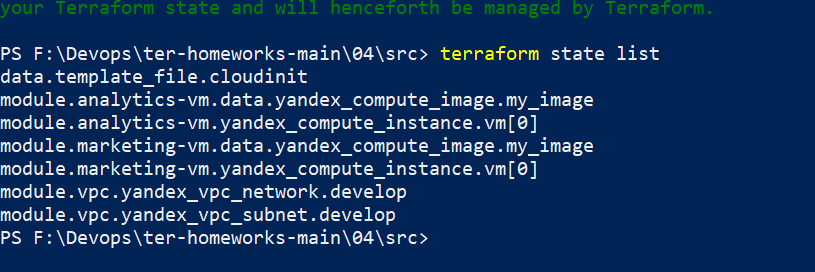 your Terraform state and will henceforth be managed by Terraform.
PS F:\Devops\ter-homeworks-main\04\src> terraform state list
data.template_file.cloudinit
module.analytics-vm.data.yandex_compute_image.my_image
module.analytics-vm.yandex_compute_instance.vm[0]
module.marketing-vm.data.yandex_compute_image.my_image
module.marketing-vm.yandex_compute_instance.vm[0]
module.vpc.yandex_vpc_network.develop
module.vpc.yandex_vpc_subnet.develop
PS F:\Devops\ter-homeworks-main\04\src>